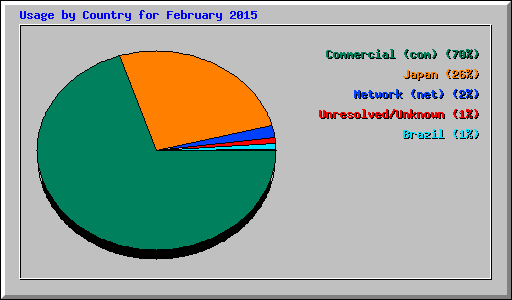 Usage by Country for February 2015
Commercial (com) (70%)
Japan (26%)
Network (net) (2%)
Unresolved/Unknown (1%)
Brazil (1%)